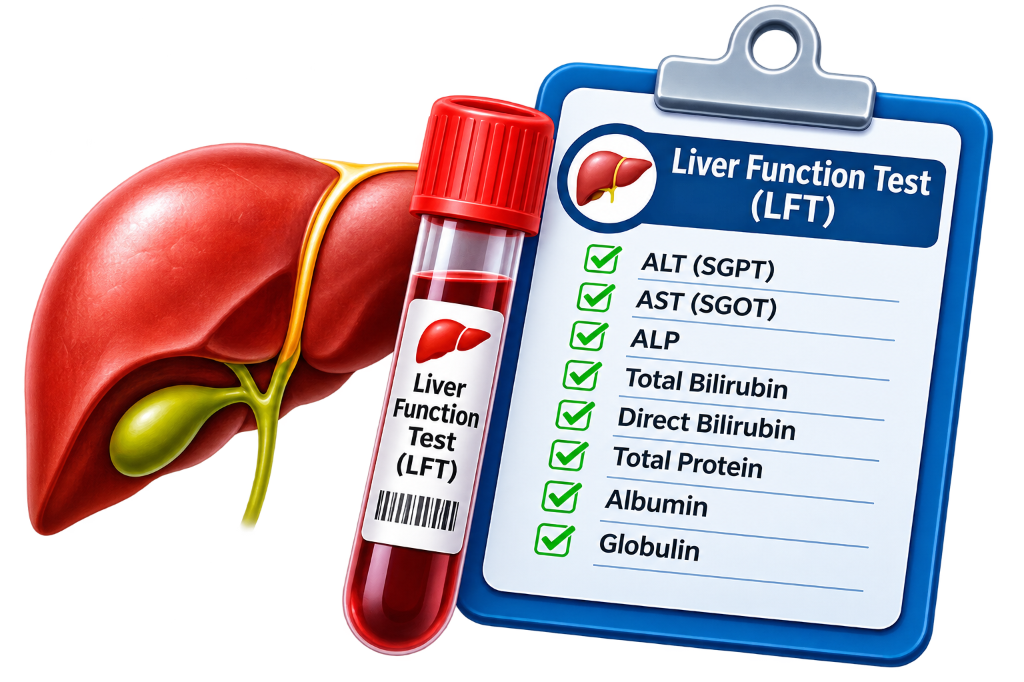 Liver
Function
Test
(LFT)
Liver Function Test
(LFT)
ALT (SGPT)
AST (SGOT)
ALP
Total Bilirubin
Direct Bilirubin
Total Protein
Albumin
Globulin